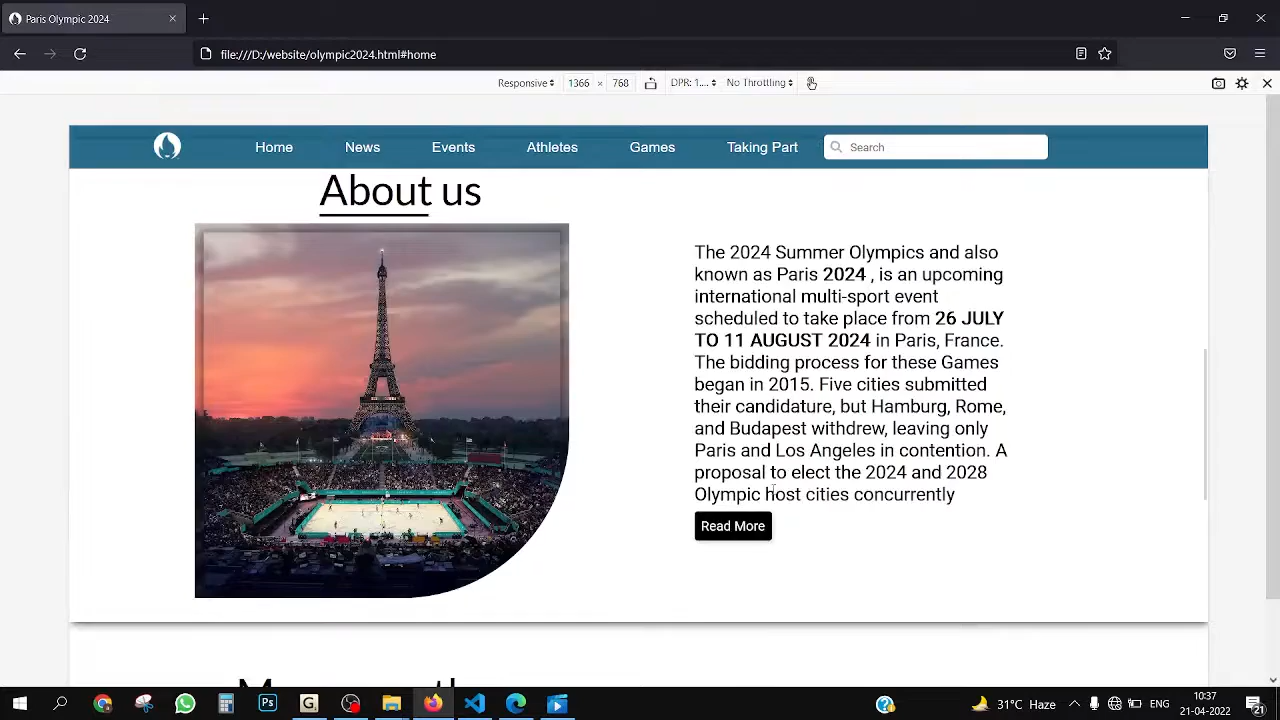 Paris Olympic 2024
file:///D:/website/olympic2024.html#home
Responsive 1366 × 768 DPR: 1... No Throttling
Home News Events Athletes Games Taking Part Search
About us
The 2024 Summer Olympics and also
known as Paris 2024 , is an upcoming
international multi-sport event
scheduled to take place from 26 JULY
TO 11 AUGUST 2024 in Paris, France.
The bidding process for these Games
began in 2015. Five cities submitted
their candidature, but Hamburg, Rome,
and Budapest withdrew, leaving only
Paris and Los Angeles in contention. A
proposal to elect the 2024 and 2028
Olympic host cities concurrently
Read More
31°C Haze ENG 10:37
21-04-2022 21